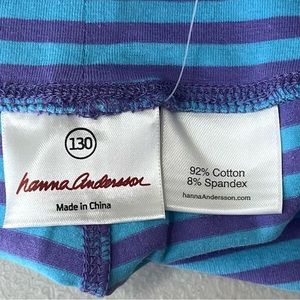 130
hanna Andersson
Made in China
92% Cotton
8% Spandex
hannaAndersson.com